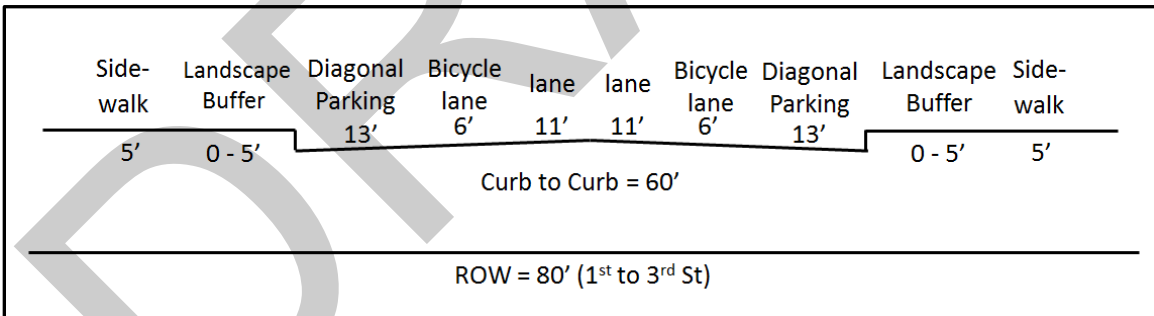 Side-walk Landscape Buffer Diagonal Parking 13’ Bicycle lane 6’ lane 11’ lane 11’ Bicycle lane 6’ Diagonal Parking 13’ Landscape Buffer Side-walk
5’ 0 - 5’ 0 - 5’ 5’
Curb to Curb = 60’
ROW = 80’ (1st to 3rd St)